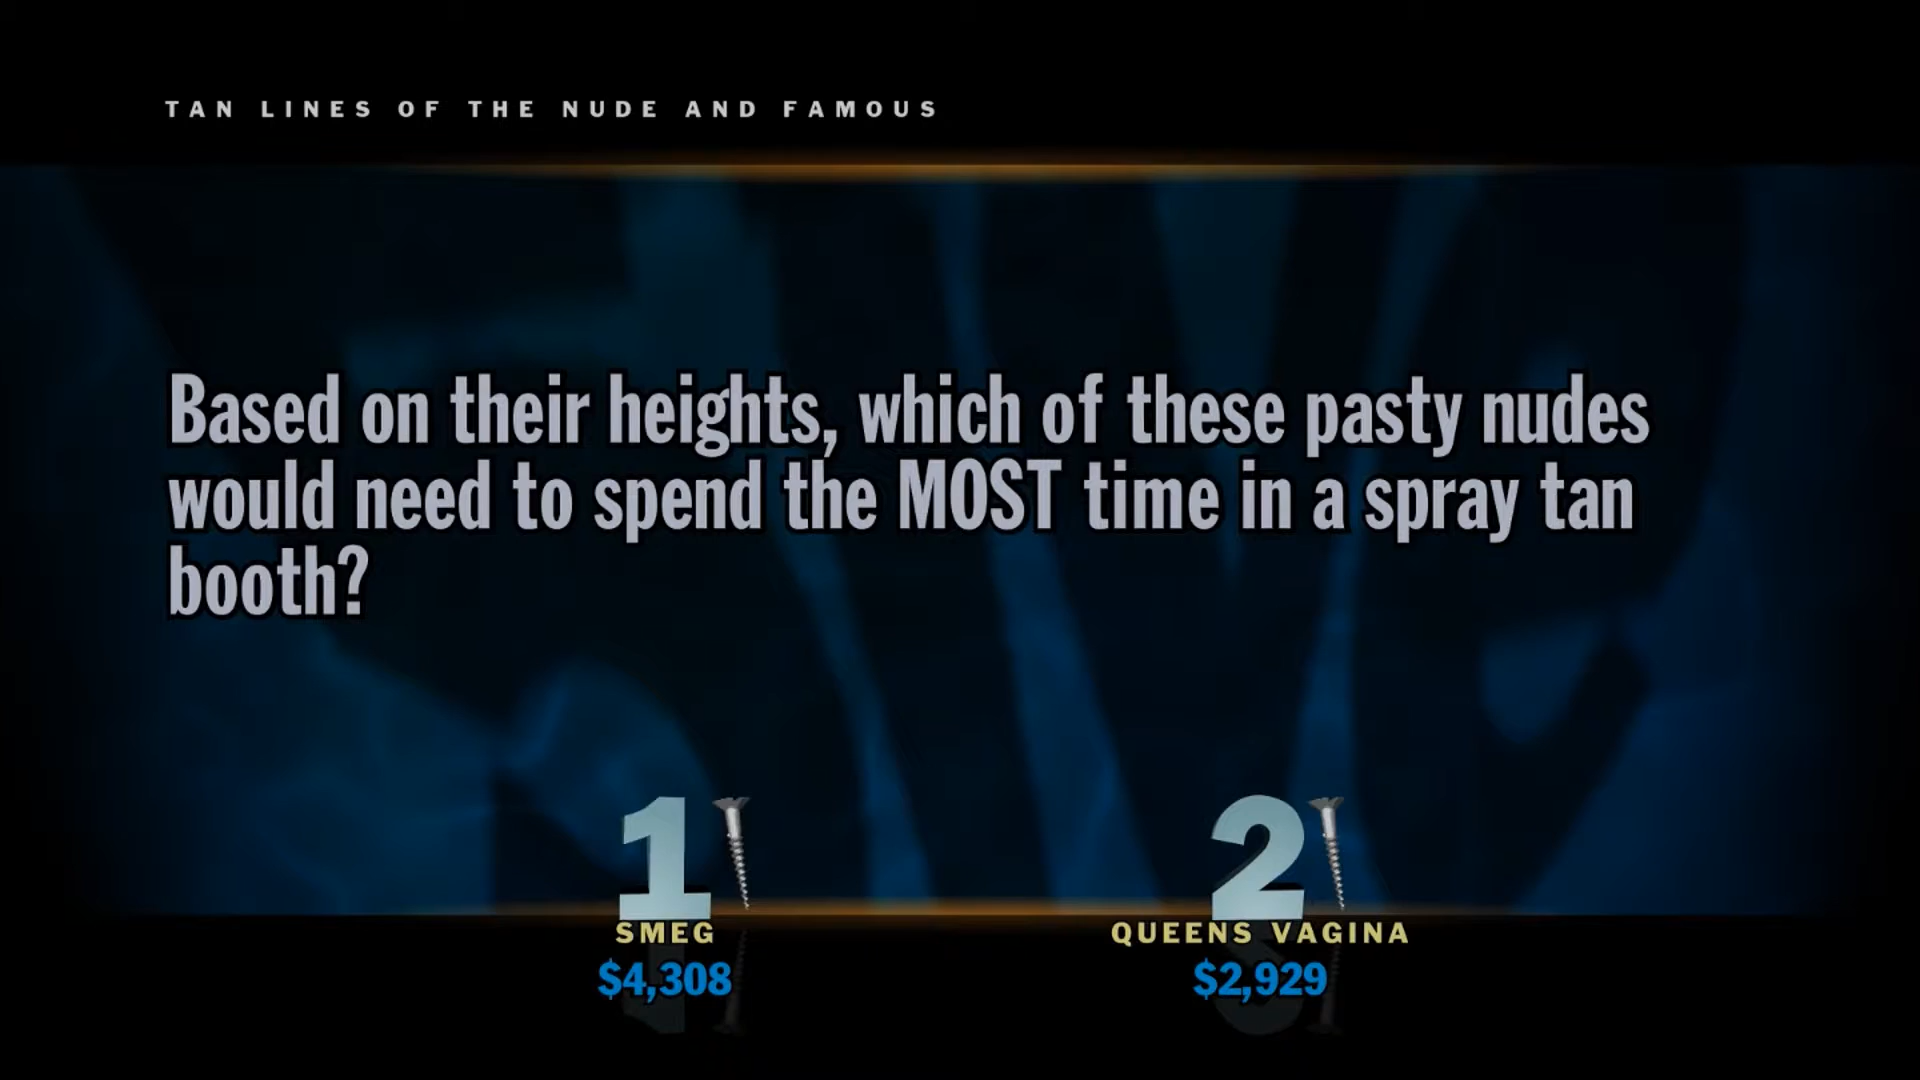 TAN LINES OF THE NUDE AND FAMOUS
Based on their heights, which of these pasty nudes
would need to spend the MOST time in a spray tan
booth?
1 2
SMEG QUEENS VAGINA
$4,308 $2,929